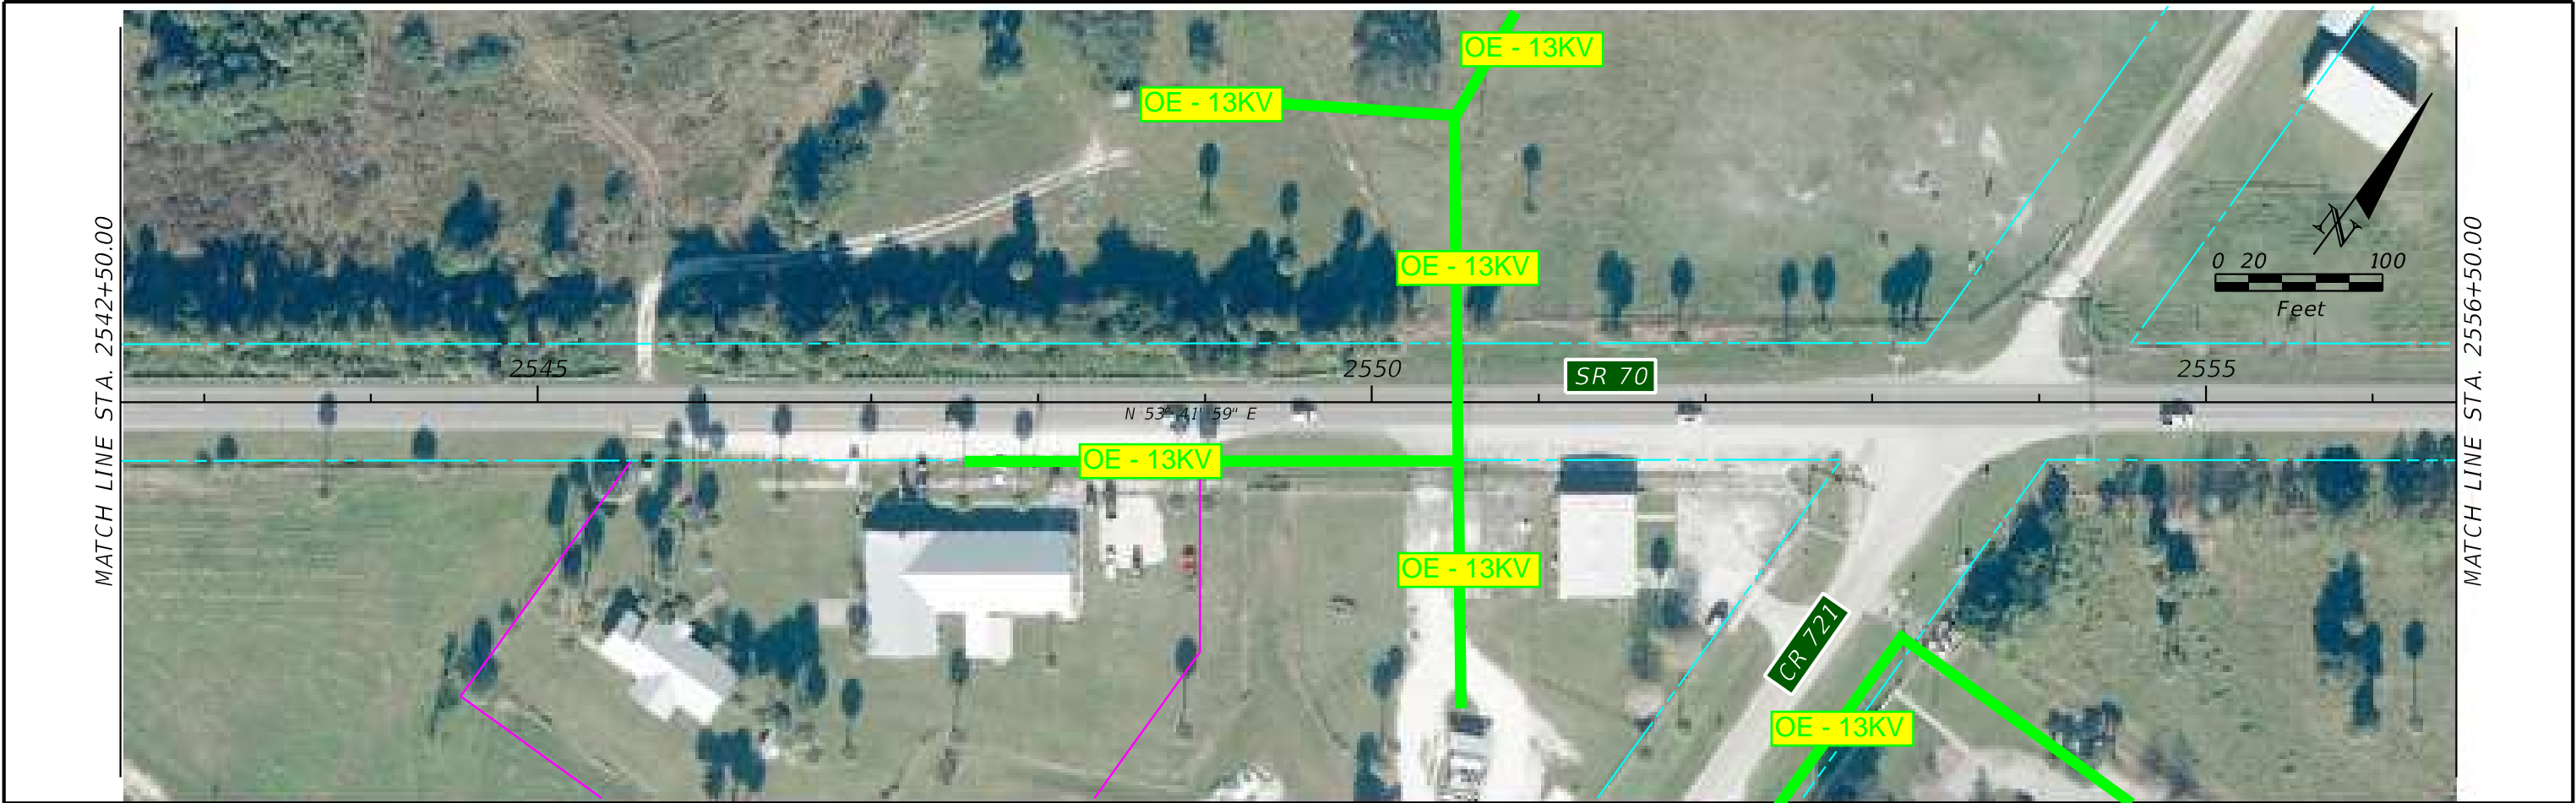 OE - 13KV
OE - 13KV
MATCH LINE STA. 2542+50.00
MATCH LINE STA. 2556+50.00
N
OE - 13KV
0 20 100
Feet
2545
2550
SR 70
2555
N 53° 41' 59" E
OE - 13KV
OE - 13KV
CR 721
OE - 13KV